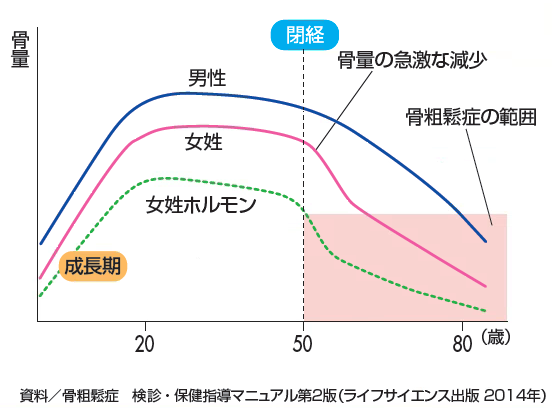 骨量
閉経
骨量の急激な減少
男性
骨粗鬆症の範囲
女姓
女姓ホルモン
成長期
20
50
80
(歳)
資料／骨粗鬆症　検診・保健指導マニュアル第2版(ライフサイエンス出版 2014年)